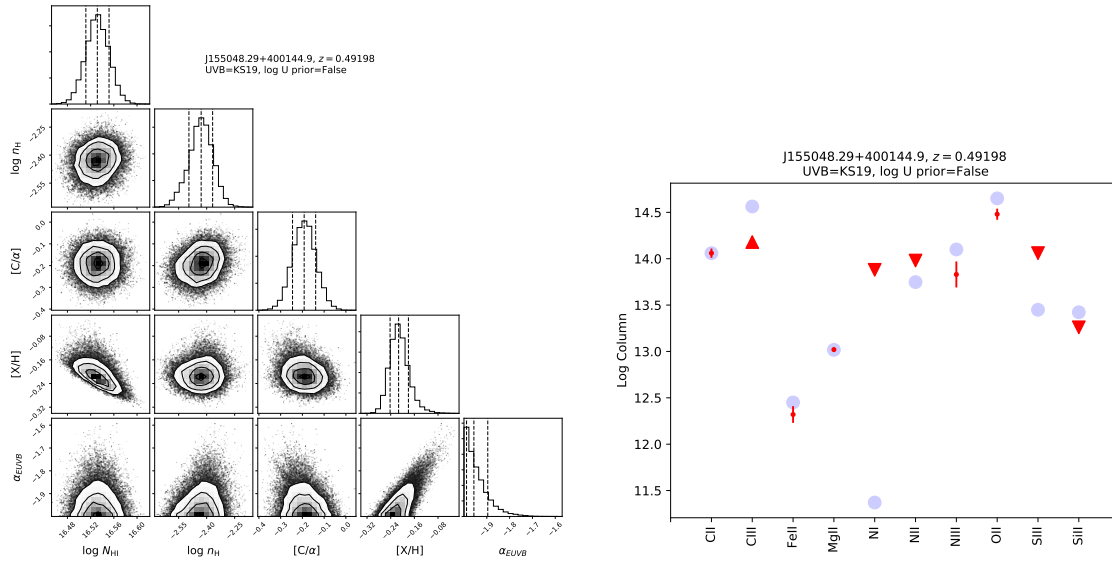 J155048.29+400144.9, z = 0.49198
UVB=KS19, log U prior=False
log n_H
−2.25
−2.40
−2.55
[C/α]
0.0
−0.1
−0.2
−0.3
−0.4
[X/H]
−0.08
−0.16
−0.24
−0.32
α_EUVB
−1.6
−1.7
−1.8
−1.9
16.48 16.52 16.56 16.60
−2.55 −2.40 −2.25
−0.4 −0.3 −0.2 −0.1 0.0
−0.32 −0.24 −0.16 −0.08
−1.9 −1.8 −1.7 −1.6
log N_HI log n_H [C/α] [X/H] α_EUVB
J155048.29+400144.9, z = 0.49198
UVB=KS19, log U prior=False
Log Column
14.5
14.0
13.5
13.0
12.5
12.0
11.5
CII CIII FeII MgII NI NII NIII OII SIII SiII